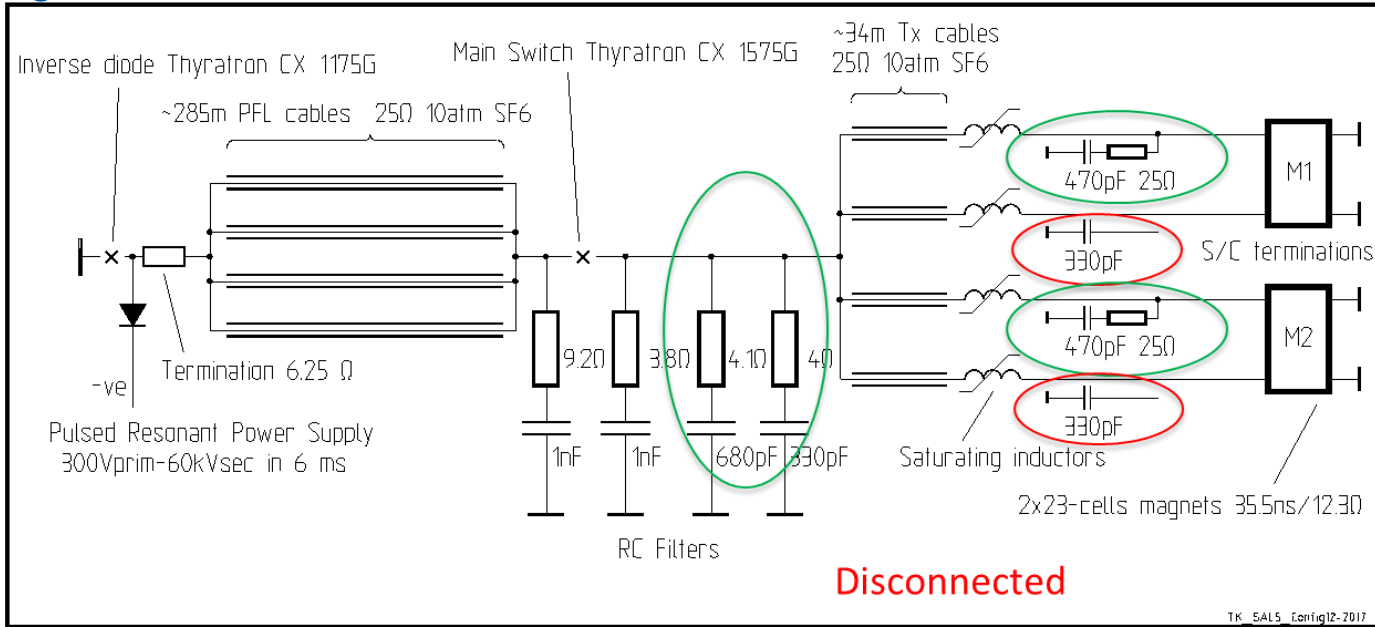 Inverse diode Thyratron CX 1175G
Main Switch Thyratron CX 1575G
~34m Tx cables
25Ω 10atm SF6
~285m PFL cables 25Ω 10atm SF6
470pF 25Ω
M1
330pF
S/C terminations
470pF 25Ω
M2
330pF
Termination 6.25 Ω
-ve
9.2Ω
3.8Ω
4.1Ω
4Ω
Pulsed Resonant Power Supply
300Vprim-60kVsec in 6 ms
1nF
1nF
680pF
330pF
Saturating inductors
2x23-cells magnets 35.5ns/12.3Ω
RC Filters
Disconnected
TK_5AL5_Config12-2017